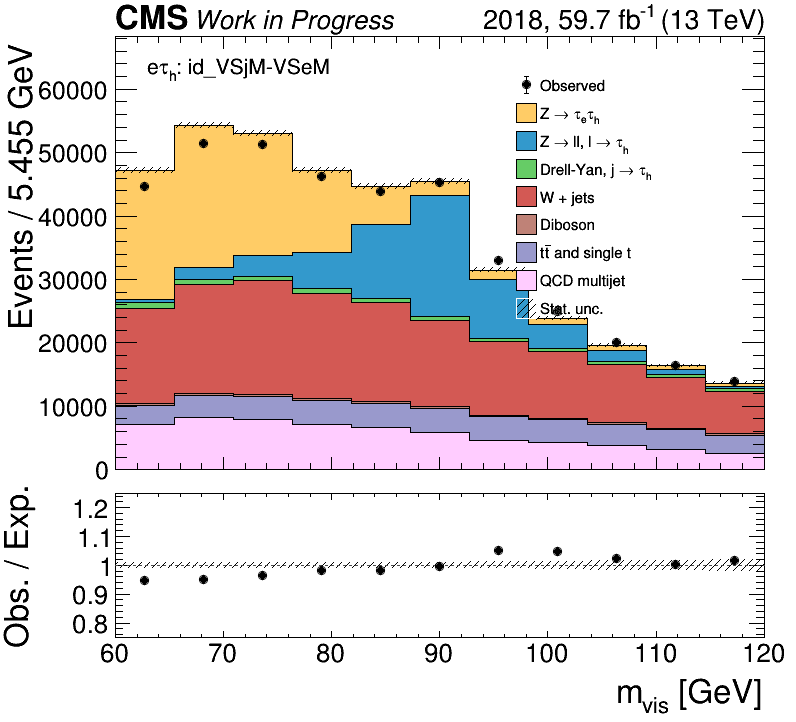 CMS Work in Progress 2018, 59.7 fb⁻¹ (13 TeV)
eτₕ: id_VSjM-VSeM
Events / 5.455 GeV
60000
50000
40000
30000
20000
10000
0
Observed
Z → τₑτₕ
Z → ll, l → τₕ
Drell-Yan, j → τₕ
W + jets
Diboson
tt̄ and single t
QCD multijet
Stat. unc.
Obs. / Exp.
1.2
1.1
1
0.9
0.8
60 70 80 90 100 110 120
m_vis [GeV]